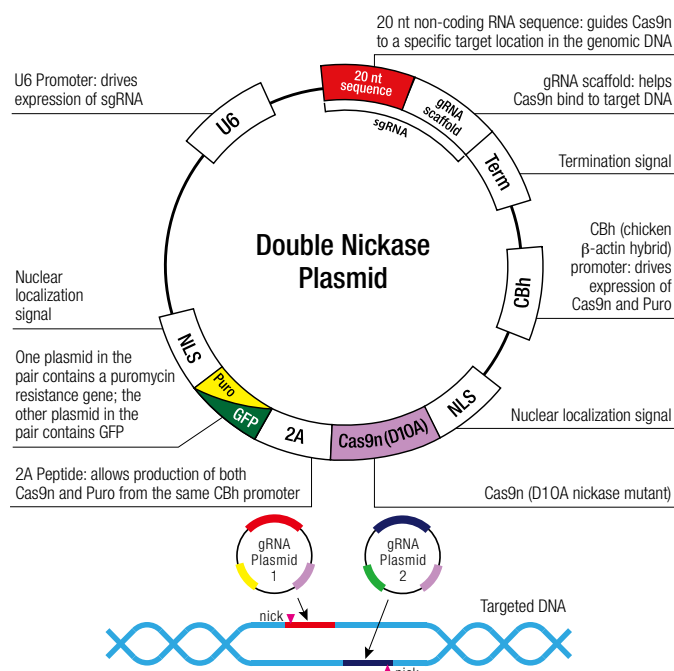 20 nt non-coding RNA sequence: guides Cas9n
to a specific target location in the genomic DNA
U6 Promoter: drives
expression of sgRNA
gRNA scaffold: helps
Cas9n bind to target DNA
20 nt
sequence
gRNA
scaffold
sgRNA
U6
Term
Termination signal
Double Nickase
Plasmid
CBh (chicken
β-actin hybrid)
promoter: drives
expression of
Cas9n and Puro
CBh
Nuclear
localization
signal
NLS
One plasmid in the
pair contains a puromycin
resistance gene; the
other plasmid in the
pair contains GFP
Puro
GFP
2A
Cas9n (D10A)
NLS
Nuclear localization signal
2A Peptide: allows production of both
Cas9n and Puro from the same CBh promoter
Cas9n (D10A nickase mutant)
gRNA
Plasmid
1
gRNA
Plasmid
2
Targeted DNA
nick
nick